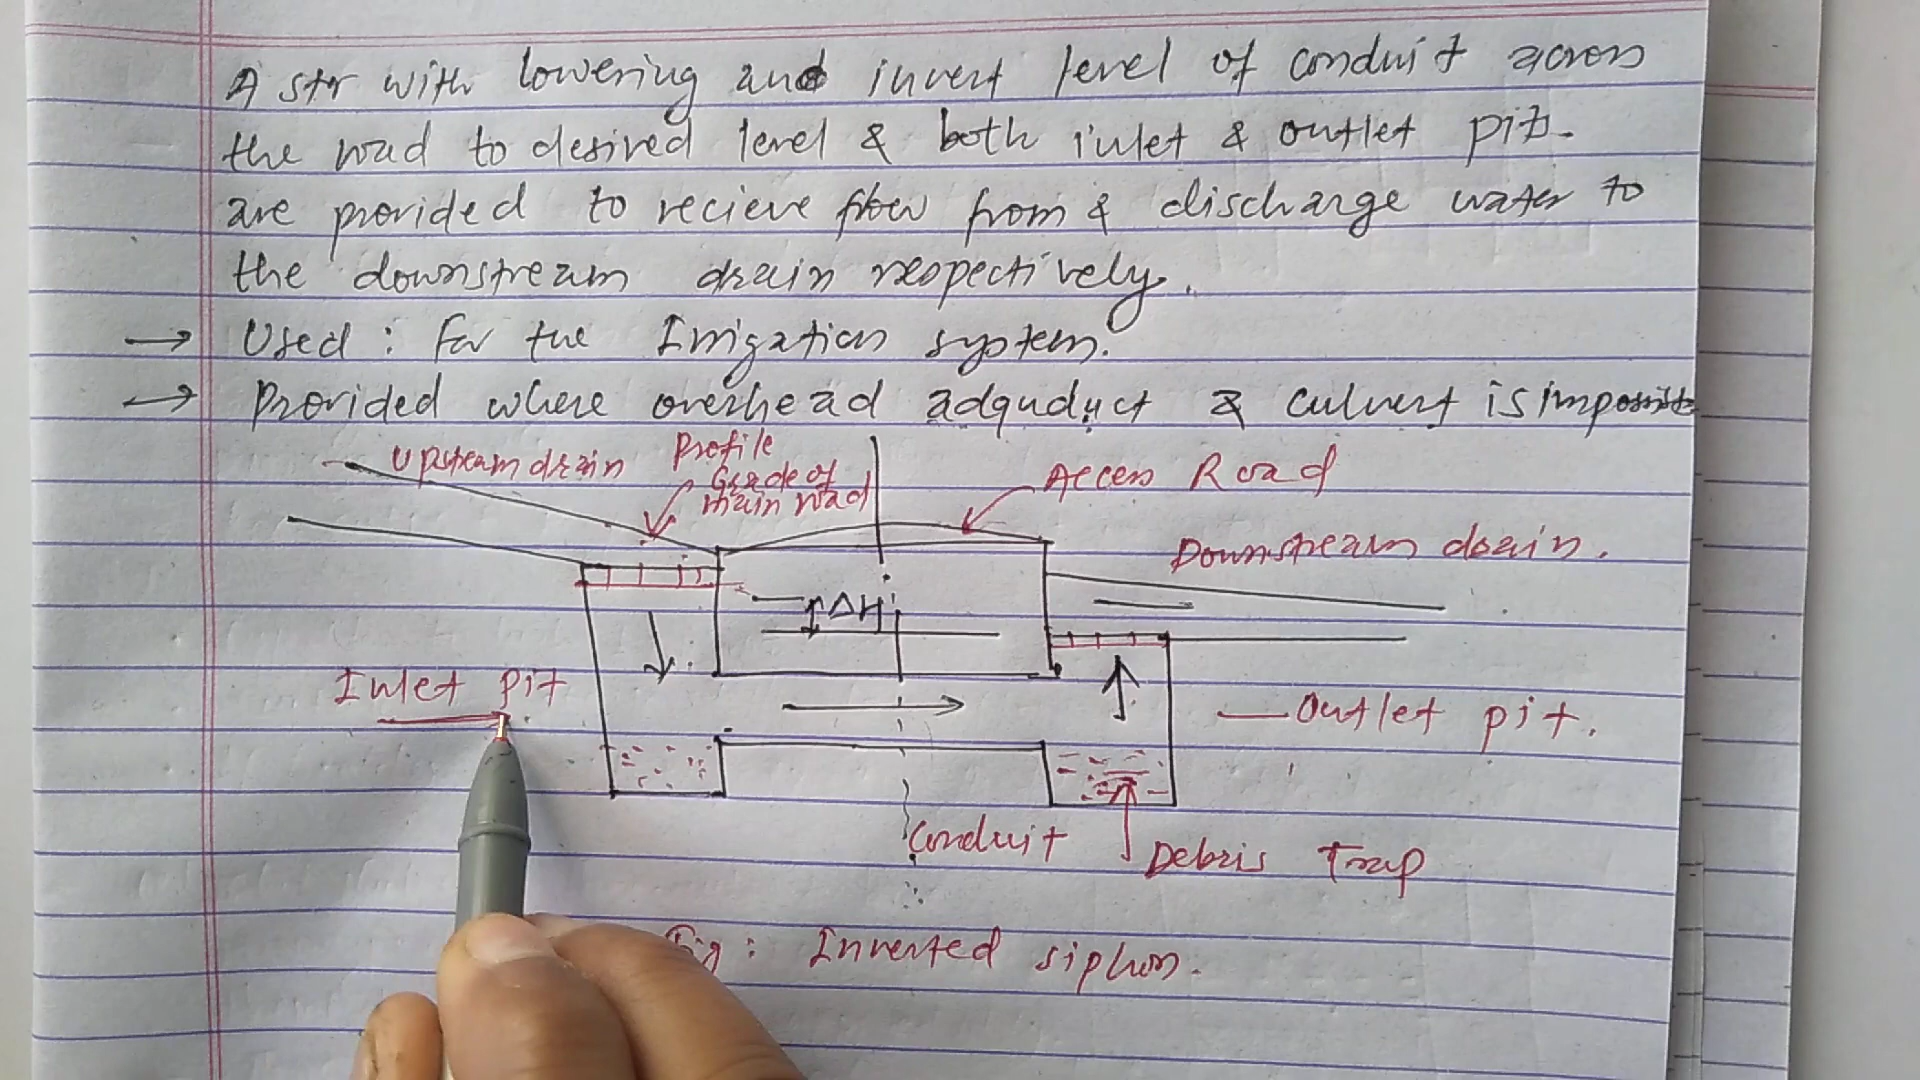 A str with lowering and invert level of conduit across
the road to desired level & both inlet & outlet pits
are provided to recieve flow from & discharge water to
the downstream drain respectively.
→ Used : For the Irrigation system.
→ Provided where overhead adquduct & culvert is impossible
Upstream drain
Profile
Grade of
main road
Access Road
Downstream drain.
ΔH
Inlet pit
Outlet pit.
Conduit
Debris Trap
Fig : Inverted siphon.